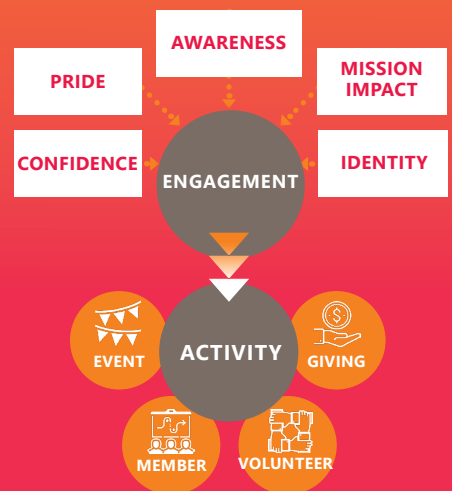 AWARENESS
PRIDE
MISSION
IMPACT
CONFIDENCE
ENGAGEMENT
IDENTITY
$
EVENT
ACTIVITY
GIVING
MEMBER
VOLUNTEER